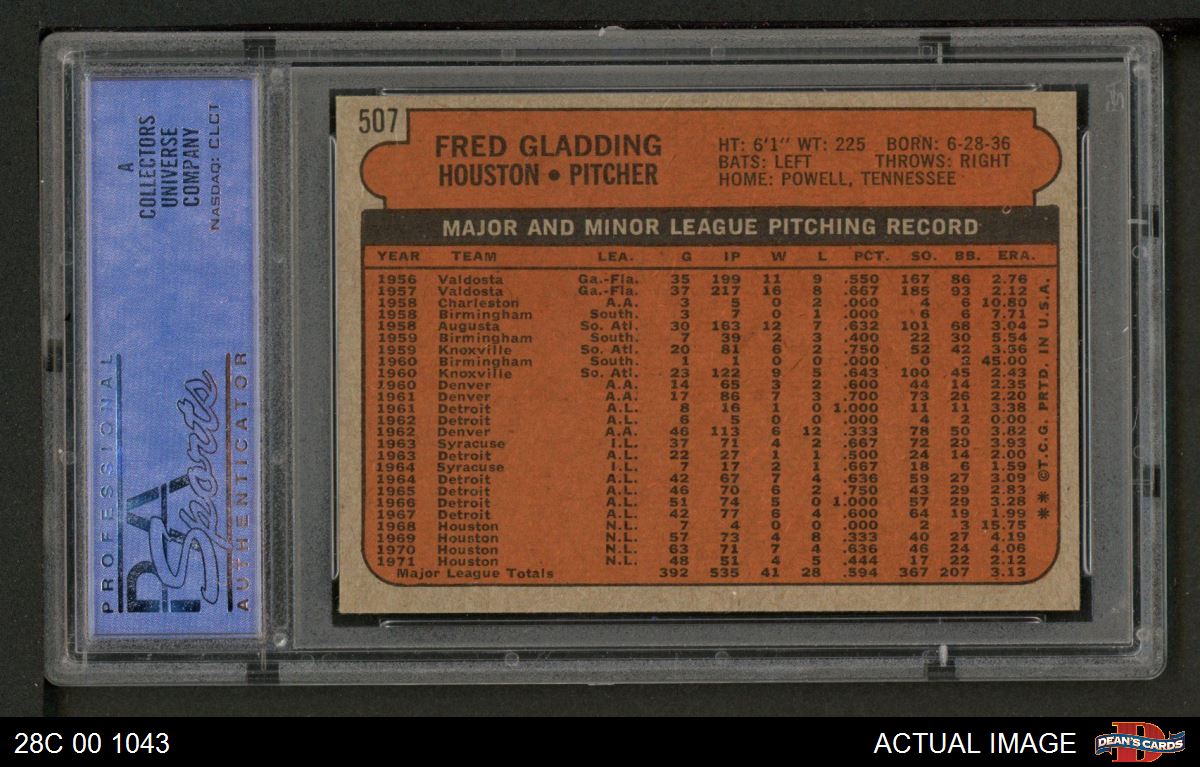 A
COLLECTORS
UNIVERSE
COMPANY
NASDAQ: CLCT
PROFESSIONAL
PSA
Sports
AUTHENTICATOR
507
FRED GLADDING
HOUSTON • PITCHER
HT: 6'1" WT: 225 BORN: 6-28-36
BATS: LEFT THROWS: RIGHT
HOME: POWELL, TENNESSEE
MAJOR AND MINOR LEAGUE PITCHING RECORD
YEAR TEAM LEA. G IP W L PCT. SO. BB. ERA.
1956 Valdosta Ga.-Fla. 35 199 11 9 .550 167 86 2.76
1957 Valdosta Ga.-Fla. 37 217 16 8 .667 185 93 2.12
1958 Charleston A.A. 3 5 0 2 .000 4 6 10.80
1958 Birmingham South. 3 7 0 1 .000 6 6 7.71
1958 Augusta So. Atl. 30 163 12 7 .632 101 68 3.04
1959 Birmingham South. 7 39 2 3 .400 22 30 5.54
1959 Knoxville So. Atl. 20 81 6 2 .750 52 42 3.56
1960 Birmingham South. 1 1 0 0 .000 0 2 45.00
1960 Knoxville So. Atl. 23 122 9 5 .643 100 45 2.43
1960 Denver A.A. 14 65 3 2 .600 44 14 2.35
1961 Denver A.A. 17 86 7 3 .700 73 26 2.20
1961 Detroit A.L. 8 16 1 0 1.000 11 11 3.38
1962 Detroit A.L. 6 5 0 0 .000 4 2 0.00
1962 Denver A.A. 46 113 6 12 .333 78 50 3.82
1963 Syracuse I.L. 37 71 4 2 .667 72 20 3.93
1963 Detroit A.L. 22 27 1 1 .500 24 14 2.00
1964 Syracuse I.L. 7 17 2 1 .667 18 6 1.59
1964 Detroit A.L. 42 67 7 4 .636 59 27 3.09
1965 Detroit A.L. 46 70 6 2 .750 43 29 2.83
1966 Detroit A.L. 51 74 5 0 1.000 57 29 3.28
1967 Detroit A.L. 42 77 6 4 .600 64 19 1.99
1968 Houston N.L. 7 4 0 0 .000 2 3 15.75
1969 Houston N.L. 57 73 4 8 .333 40 27 4.19
1970 Houston N.L. 63 71 7 4 .636 46 24 4.06
1971 Houston N.L. 48 51 4 5 .444 17 22 2.12
Major League Totals 392 535 41 28 .594 367 207 3.13
** ©T.C.G. PRTD. IN U.S.A.
28C 00 1043
ACTUAL IMAGE
D
DEAN'S CARDS